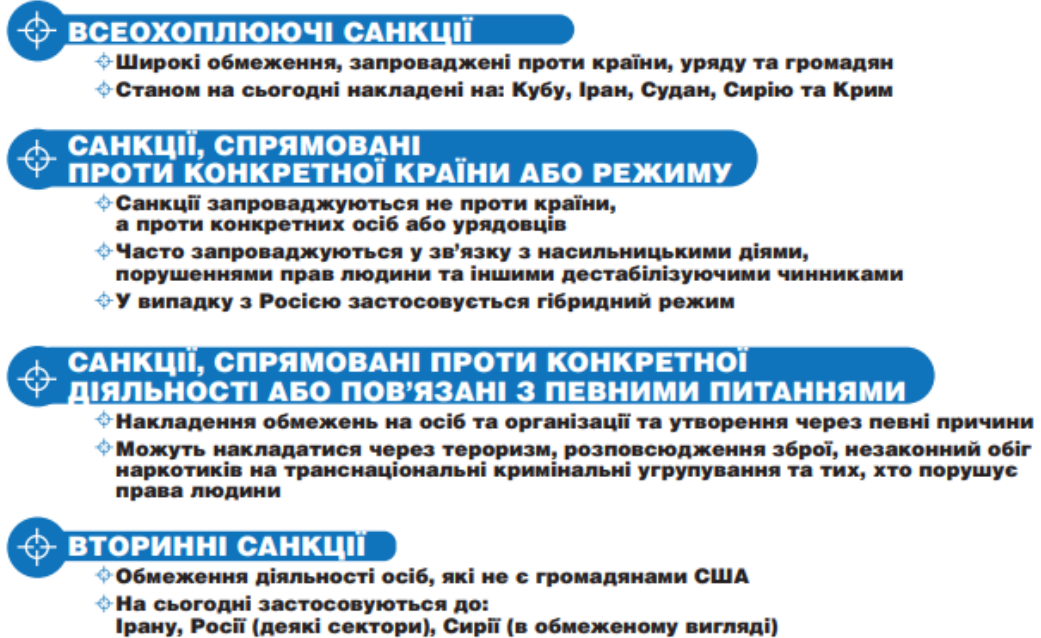 ВСЕОХОПЛЮЮЧІ САНКЦІЇ
Широкі обмеження, запроваджені проти країни, уряду та громадян
Станом на сьогодні накладені на: Кубу, Іран, Судан, Сирію та Крим
САНКЦІЇ, СПРЯМОВАНІ
ПРОТИ КОНКРЕТНОЇ КРАЇНИ АБО РЕЖИМУ
Санкції запроваджуються не проти країни,
а проти конкретних осіб або урядовців
Часто запроваджуються у зв’язку з насильницькими діями,
порушеннями прав людини та іншими дестабілізуючими чинниками
У випадку з Росією застосовується гібридний режим
САНКЦІЇ, СПРЯМОВАНІ ПРОТИ КОНКРЕТНОЇ
ДІЯЛЬНОСТІ АБО ПОВ’ЯЗАНІ З ПЕВНИМИ ПИТАННЯМИ
Накладення обмежень на осіб та організації та утворення через певні причини
Можуть накладатися через тероризм, розповсюдження зброї, незаконний обіг
наркотиків на транснаціональні кримінальні угрупування та тих, хто порушує
права людини
ВТОРИННІ САНКЦІЇ
Обмеження діяльності осіб, які не є громадянами США
На сьогодні застосовуються до:
Ірану, Росії (деякі сектори), Сирії (в обмеженому вигляді)